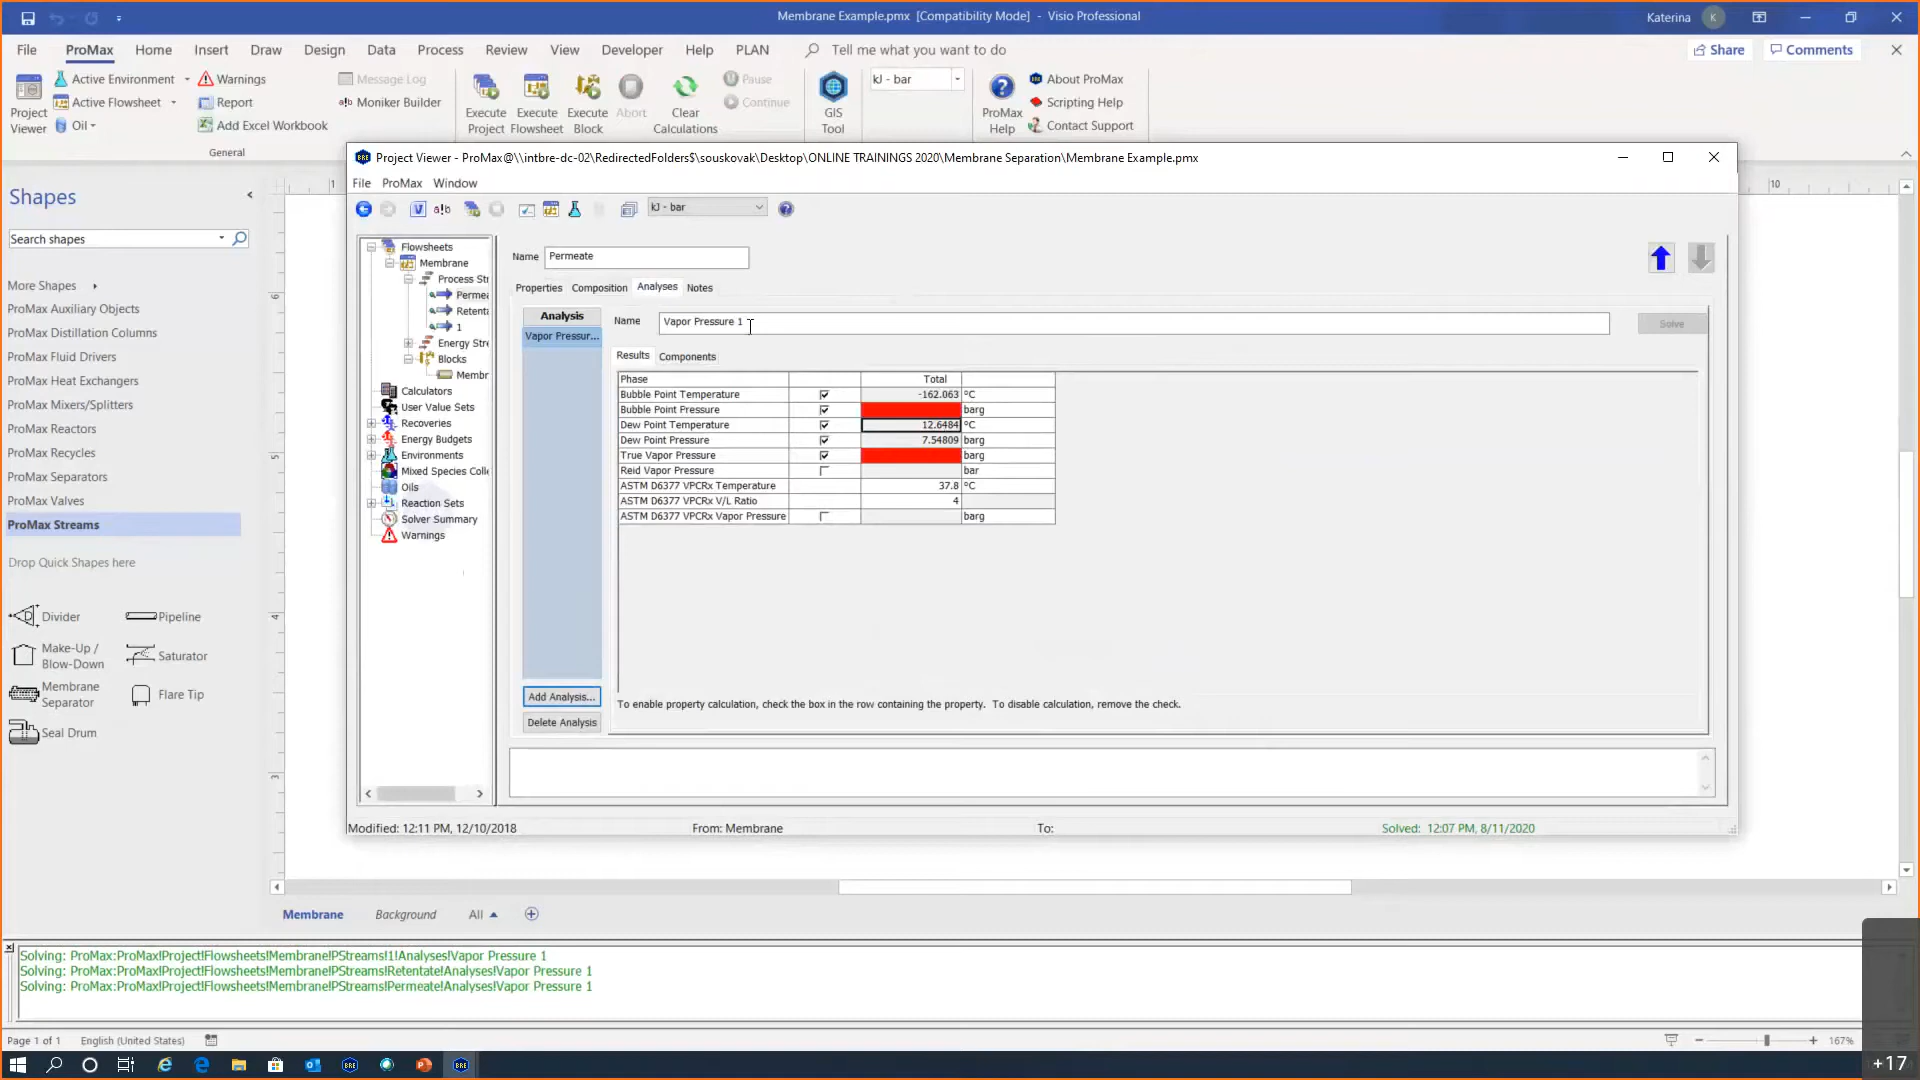 Membrane Example.pmx [Compatibility Mode] - Visio Professional
Katerina K
File ProMax Home Insert Draw Design Data Process Review View Developer Help PLAN Tell me what you want to do Share Comments
Project Viewer
Active Environment
Active Flowsheet
Oil
Warnings
Report
Add Excel Workbook
Message Log
Moniker Builder
General
Execute Project
Execute Flowsheet
Execute Block
Abort
Clear Calculations
Pause
Continue
GIS Tool
kJ - bar
ProMax Help
About ProMax
Scripting Help
Contact Support
Project Viewer - ProMax@\\intbre-dc-02\RedirectedFolders$\souskovak\Desktop\ONLINE TRAININGS 2020\Membrane Separation\Membrane Example.pmx
File ProMax Window
kJ - bar
Shapes
Search shapes
More Shapes
ProMax Auxiliary Objects
ProMax Distillation Columns
ProMax Fluid Drivers
ProMax Heat Exchangers
ProMax Mixers/Splitters
ProMax Reactors
ProMax Recycles
ProMax Separators
ProMax Valves
ProMax Streams
Drop Quick Shapes here
Divider
Pipeline
Make-Up / Blow-Down
Saturator
Membrane Separator
Flare Tip
Seal Drum
Flowsheets
Membrane
Process Str
Permea
Retenta
1
Energy Stre
Blocks
Membr
Calculators
User Value Sets
Recoveries
Energy Budgets
Environments
Mixed Species Colle
Oils
Reaction Sets
Solver Summary
Warnings
Name Permeate
Properties Composition Analyses Notes
Analysis
Vapor Pressur...
Add Analysis...
Delete Analysis
Name Vapor Pressure 1 Solve
Results Components
Phase Total
Bubble Point Temperature -162.063 °C
Bubble Point Pressure barg
Dew Point Temperature 12.6484 °C
Dew Point Pressure 7.54809 barg
True Vapor Pressure barg
Reid Vapor Pressure bar
ASTM D6377 VPCRx Temperature 37.8 °C
ASTM D6377 VPCRx V/L Ratio 4
ASTM D6377 VPCRx Vapor Pressure barg
To enable property calculation, check the box in the row containing the property. To disable calculation, remove the check.
Modified: 12:11 PM, 12/10/2018 From: Membrane To: Solved: 12:07 PM, 8/11/2020
Membrane Background All
Solving: ProMax:ProMax!Project!Flowsheets!Membrane!PStreams!1!Analyses!Vapor Pressure 1
Solving: ProMax:ProMax!Project!Flowsheets!Membrane!PStreams!Retentate!Analyses!Vapor Pressure 1
Solving: ProMax:ProMax!Project!Flowsheets!Membrane!PStreams!Permeate!Analyses!Vapor Pressure 1
Page 1 of 1 English (United States) 167%
+17